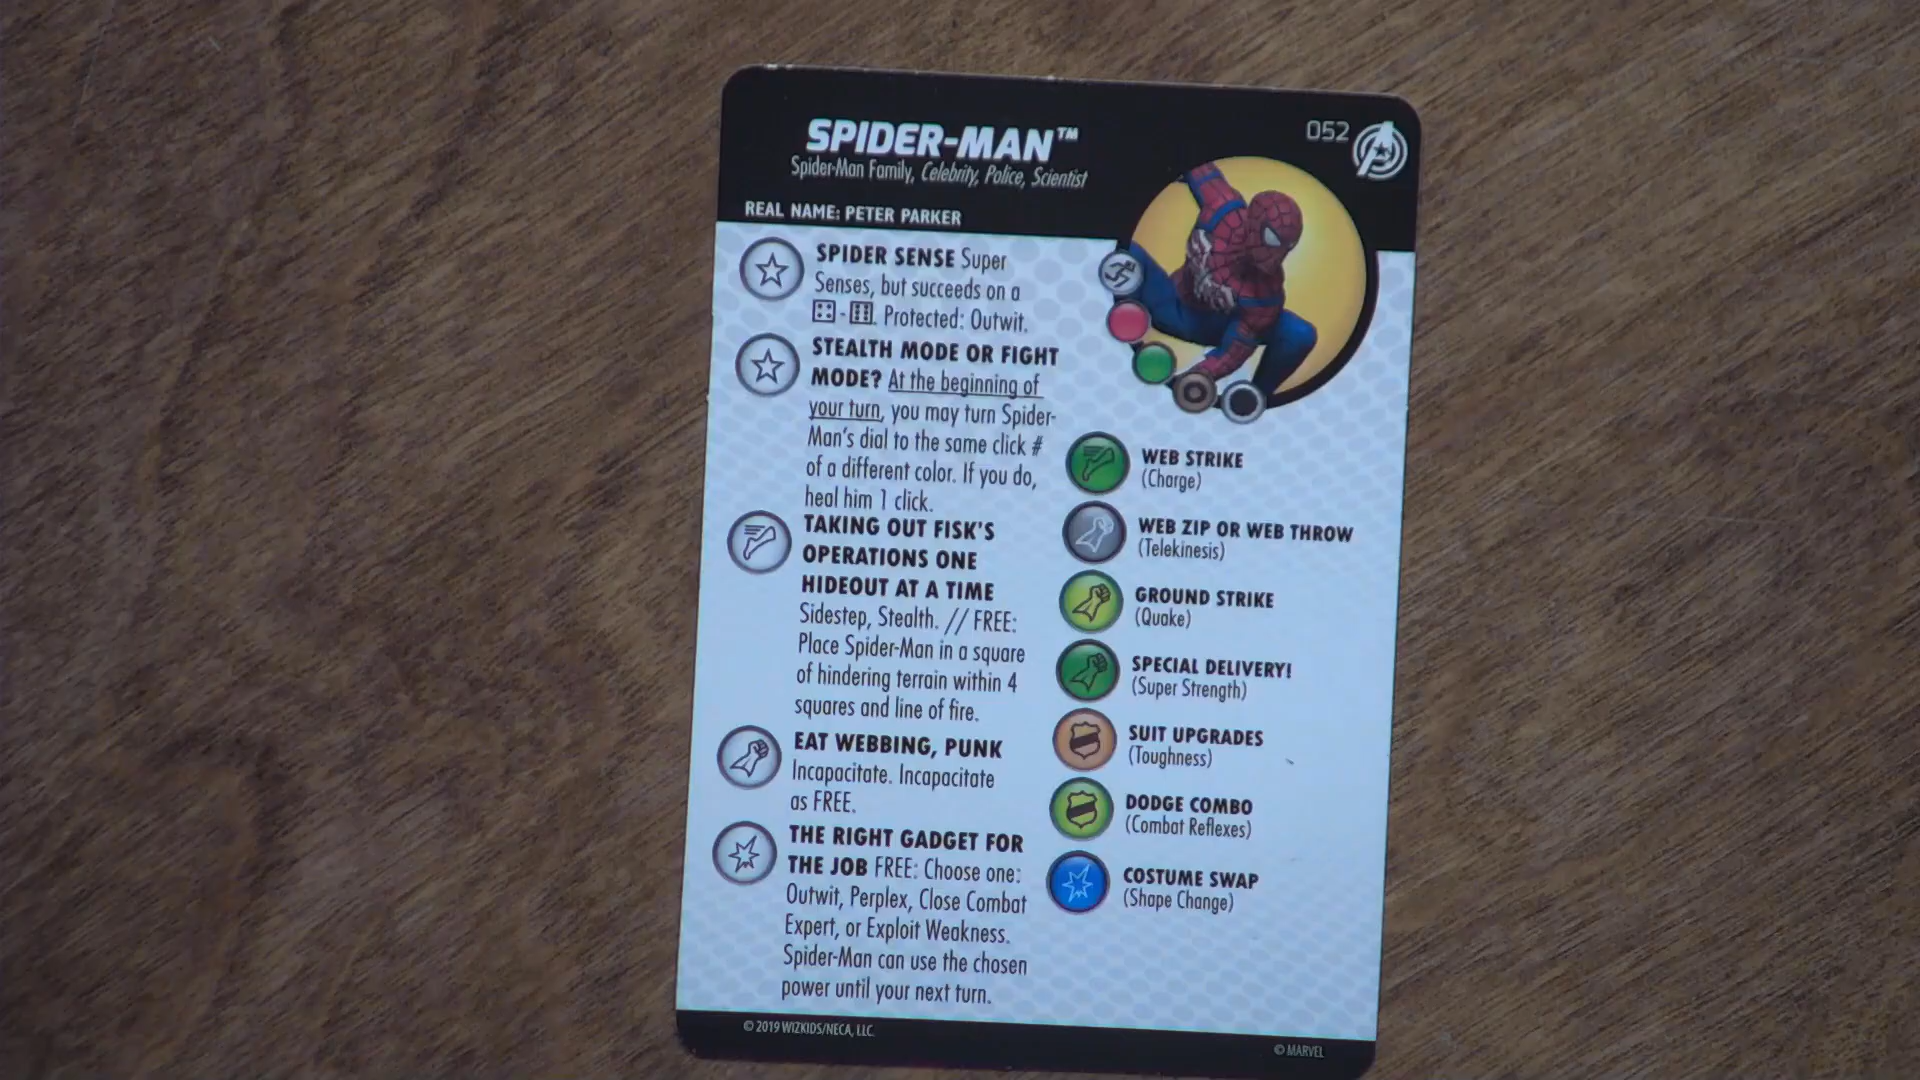 SPIDER-MAN™
Spider-Man Family, Celebrity, Police, Scientist
052
REAL NAME: PETER PARKER
SPIDER SENSE Super
Senses, but succeeds on a
- . Protected: Outwit.
STEALTH MODE OR FIGHT
MODE? At the beginning of
your turn, you may turn Spider-
Man's dial to the same click #
of a different color. If you do,
heal him 1 click.
TAKING OUT FISK'S
OPERATIONS ONE
HIDEOUT AT A TIME
Sidestep, Stealth. // FREE:
Place Spider-Man in a square
of hindering terrain within 4
squares and line of fire.
EAT WEBBING, PUNK
Incapacitate. Incapacitate
as FREE.
THE RIGHT GADGET FOR
THE JOB FREE: Choose one:
Outwit, Perplex, Close Combat
Expert, or Exploit Weakness.
Spider-Man can use the chosen
power until your next turn.
WEB STRIKE
(Charge)
WEB ZIP OR WEB THROW
(Telekinesis)
GROUND STRIKE
(Quake)
SPECIAL DELIVERY!
(Super Strength)
SUIT UPGRADES
(Toughness)
DODGE COMBO
(Combat Reflexes)
COSTUME SWAP
(Shape Change)
© 2019 WIZKIDS/NECA, LLC.
© MARVEL